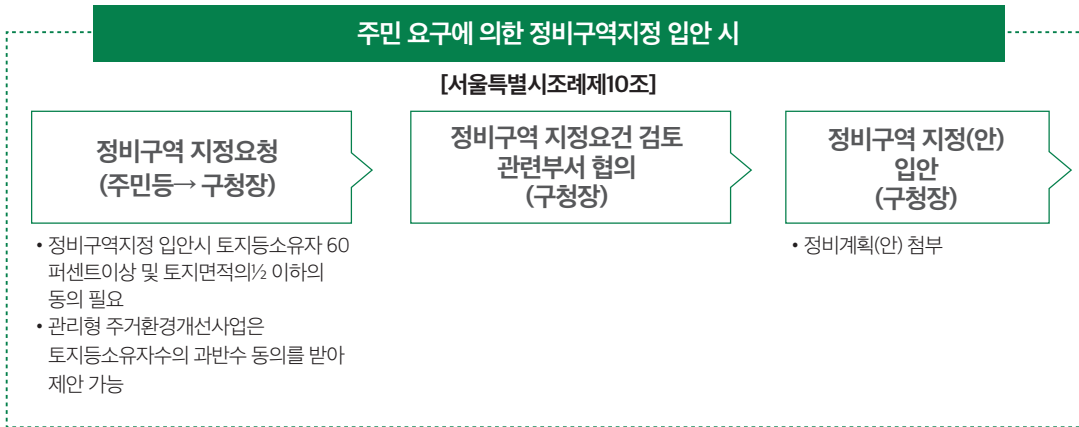 주민 요구에 의한 정비구역지정 입안 시
[서울특별시조례제10조]
정비구역 지정요청
(주민등→ 구청장)
정비구역 지정요건 검토
관련부서 협의
(구청장)
정비구역 지정(안)
입안
(구청장)
• 정비구역지정 입안시 토지등소유자 60
퍼센트이상 및 토지면적의½ 이하의
동의 필요
• 관리형 주거환경개선사업은
토지등소유자수의 과반수 동의를 받아
제안 가능
• 정비계획(안) 첨부